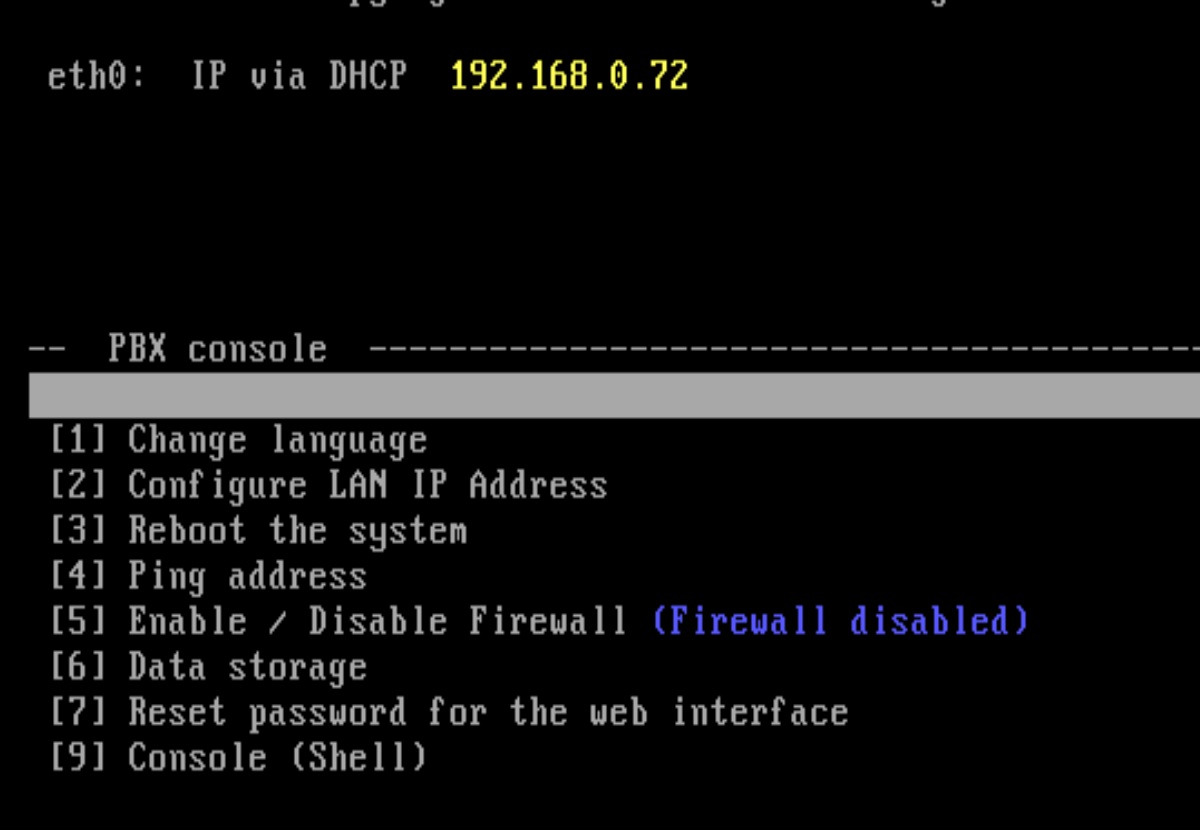 eth0: IP via DHCP 192.168.0.72
-- PBX console ------------------------------------------
[1] Change language
[2] Configure LAN IP Address
[3] Reboot the system
[4] Ping address
[5] Enable / Disable Firewall (Firewall disabled)
[6] Data storage
[7] Reset password for the web interface
[9] Console (Shell)